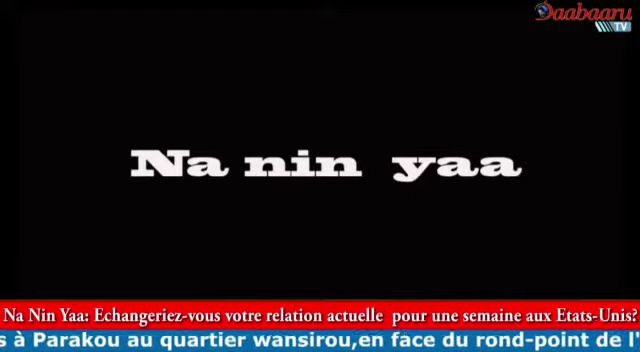 Daabaaru
TV
Na nin yaa
Na Nin Yaa: Echangeriez-vous votre relation actuelle pour une semaine aux Etats-Unis?
s à Parakou au quartier wansirou,en face du rond-point de l'